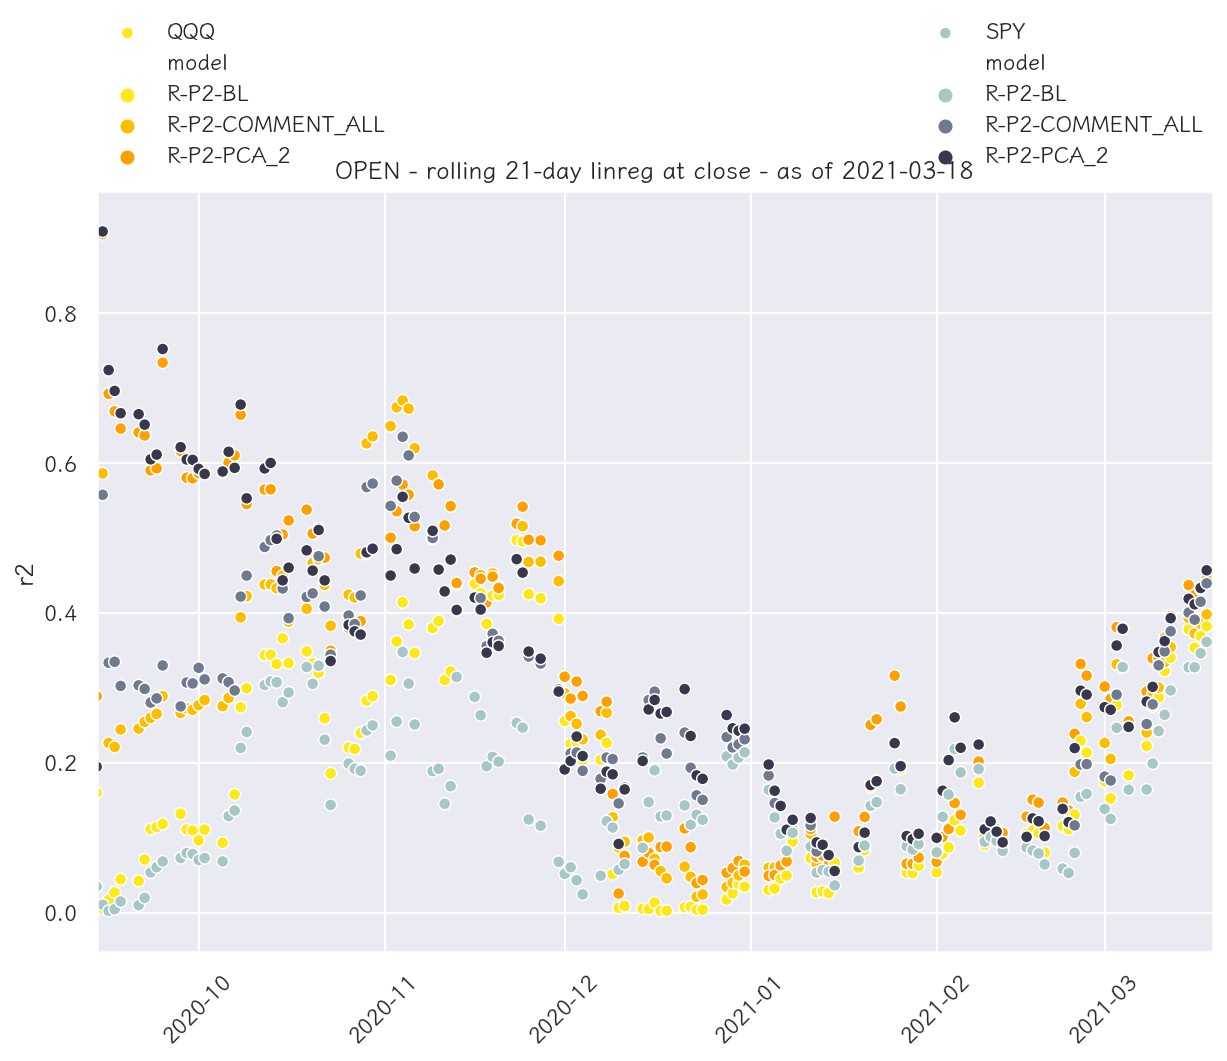 QQQ
model
R-P2-BL
R-P2-COMMENT_ALL
R-P2-PCA_2
SPY
model
R-P2-BL
R-P2-COMMENT_ALL
R-P2-PCA_2
OPEN - rolling 21-day linreg at close - as of 2021-03-18
r2
0.8
0.6
0.4
0.2
0.0
2020-10
2020-11
2020-12
2021-01
2021-02
2021-03